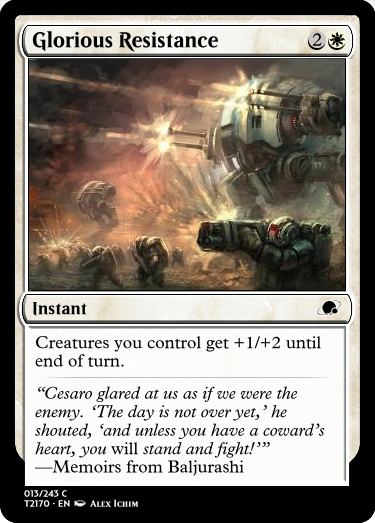 Glorious Resistance 2
Instant
Creatures you control get +1/+2 until
end of turn.
“Cesaro glared at us as if we were the
enemy. ‘The day is not over yet,’ he
shouted, ‘and unless you have a coward’s
heart, you will stand and fight!’”
—Memoirs from Baljurashi
013/243 C
T2170 • EN Alex Ichim